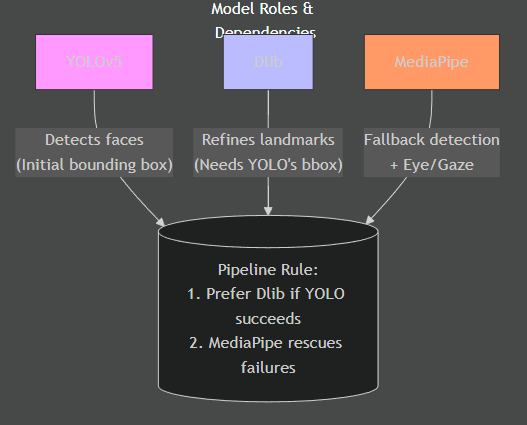 Model Roles &
Dependencies
YOLOv5
Dlib
MediaPipe
Detects faces
(Initial bounding box)
Refines landmarks
(Needs YOLO's bbox)
Fallback detection
+ Eye/Gaze
Pipeline Rule:
1. Prefer Dlib if YOLO
succeeds
2. MediaPipe rescues
failures